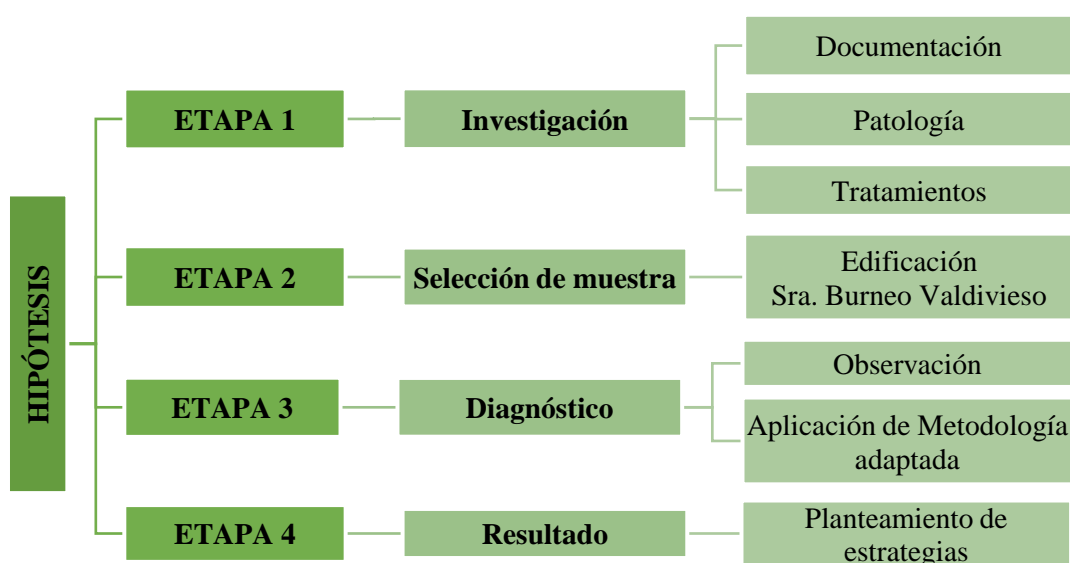 HIPÓTESIS
ETAPA 1
Investigación
Documentación
Patología
Tratamientos
ETAPA 2
Selección de muestra
Edificación
Sra. Burneo Valdivieso
ETAPA 3
Diagnóstico
Observación
Aplicación de Metodología
adaptada
ETAPA 4
Resultado
Planteamiento de
estrategias